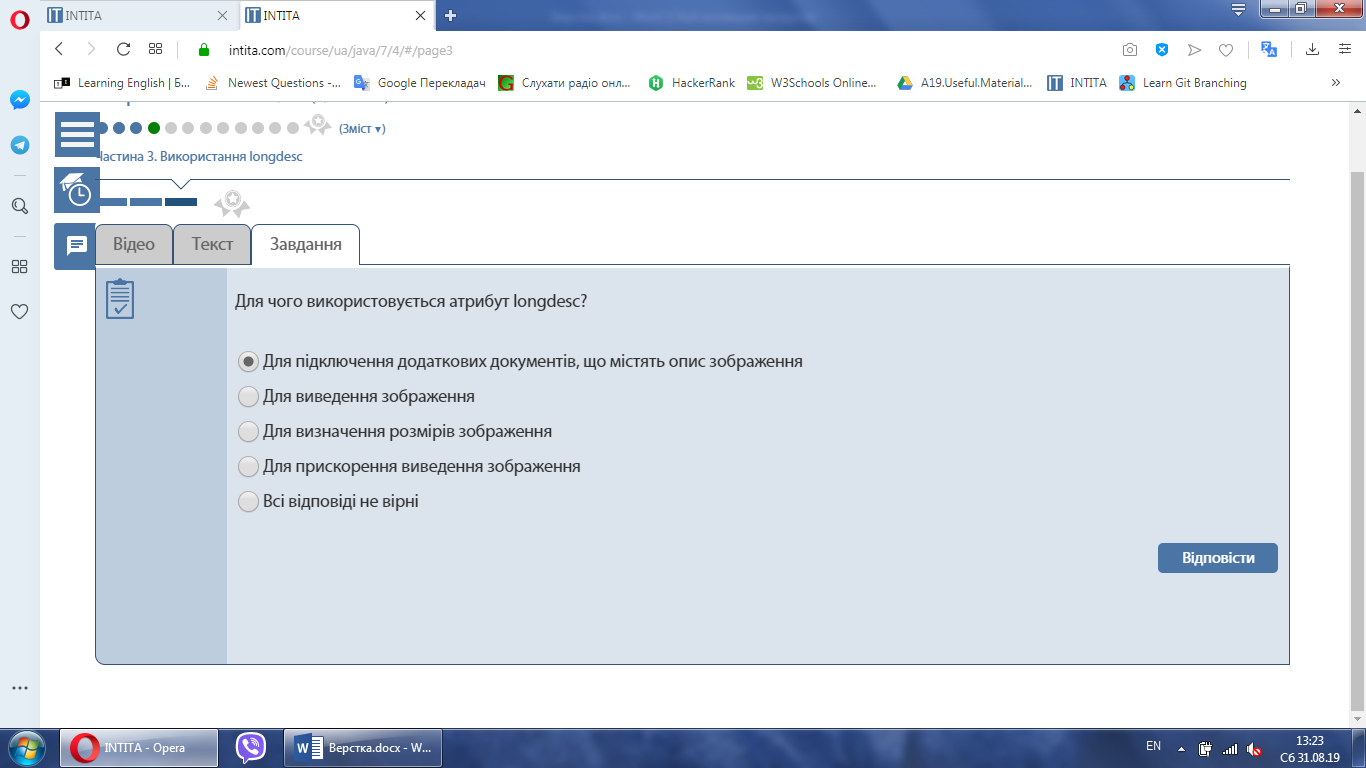 INTITA
INTITA
intita.com/course/ua/java/7/4/#/page3
Learning English | Б...
Newest Questions -...
Google Перекладач
Слухати радіо онл...
HackerRank
W3Schools Online...
A19.Useful.Material...
INTITA
Learn Git Branching
(Зміст ▾)
Частина 3. Використання longdesc
Відео
Текст
Завдання
Для чого використовується атрибут longdesc?
Для підключення додаткових документів, що містять опис зображення
Для виведення зображення
Для визначення розмірів зображення
Для прискорення виведення зображення
Всі відповіді не вірні
Відповісти
INTITA - Opera
Верстка.docx - W...
EN
13:23
Сб 31.08.19